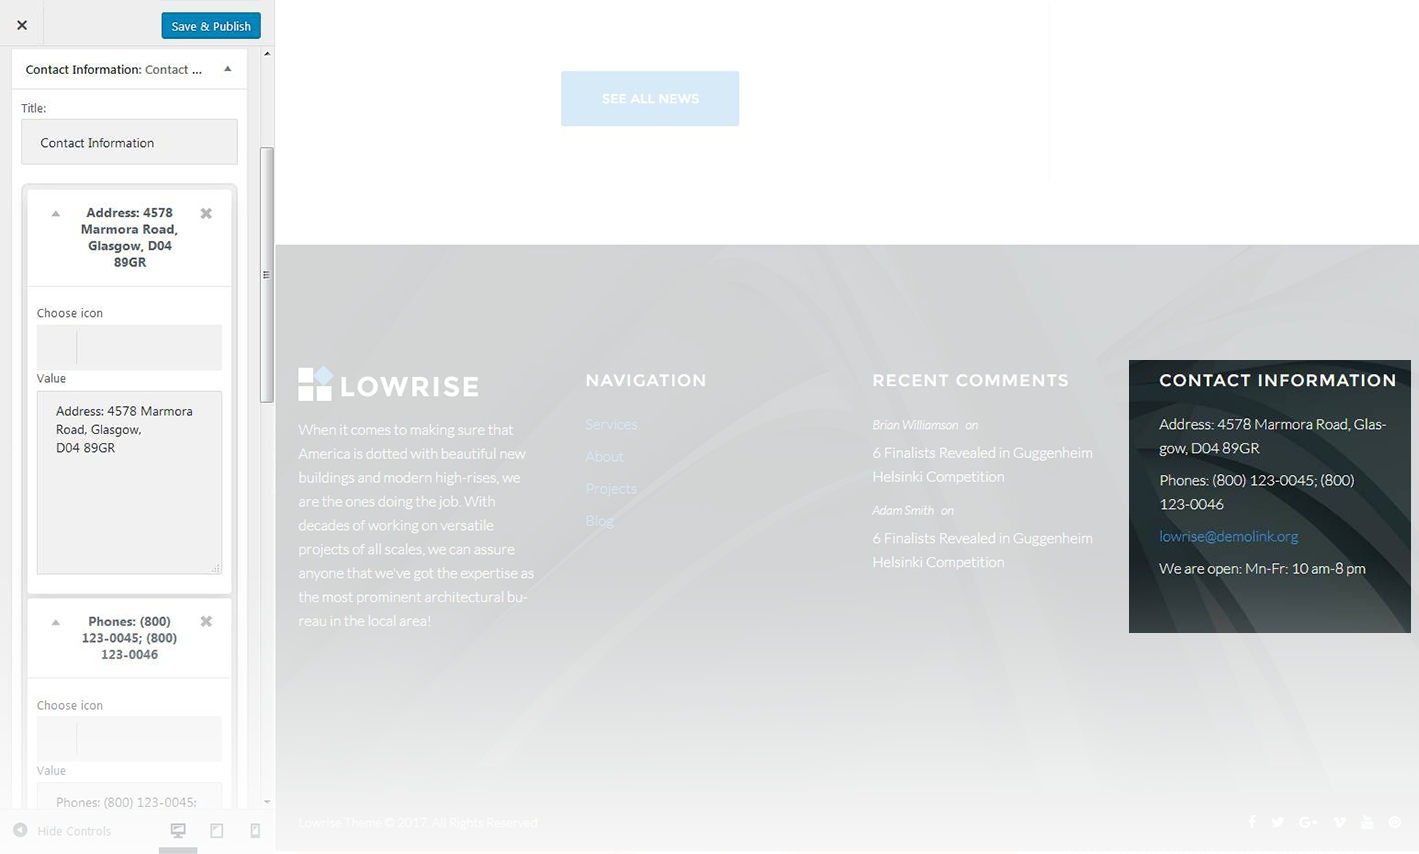 Save & Publish
Contact Information: Contact ...
Title:
Contact Information
Address: 4578
Marmora Road,
Glasgow, D04
89GR
Choose icon
Value
Address: 4578 Marmora
Road, Glasgow,
D04 89GR
Phones: (800)
123-0045; (800)
123-0046
Choose icon
Value
Phones: (800) 123-0045;
Hide Controls
SEE ALL NEWS
LOWRISE
When it comes to making sure that
America is dotted with beautiful new
buildings and modern high-rises, we
are the ones doing the job. With
decades of working on versatile
projects of all scales, we can assure
anyone that we've got the expertise as
the most prominent architectural bu-
reau in the local area!
NAVIGATION
Services
About
Projects
Blog
RECENT COMMENTS
Brian Williamson on
6 Finalists Revealed in Guggenheim
Helsinki Competition
Adam Smith on
6 Finalists Revealed in Guggenheim
Helsinki Competition
CONTACT INFORMATION
Address: 4578 Marmora Road, Glas-
gow, D04 89GR
Phones: (800) 123-0045; (800)
123-0046
lowrise@demolink.org
We are open: Mn-Fr: 10 am-8 pm
Lowrise Theme © 2017. All Rights Reserved